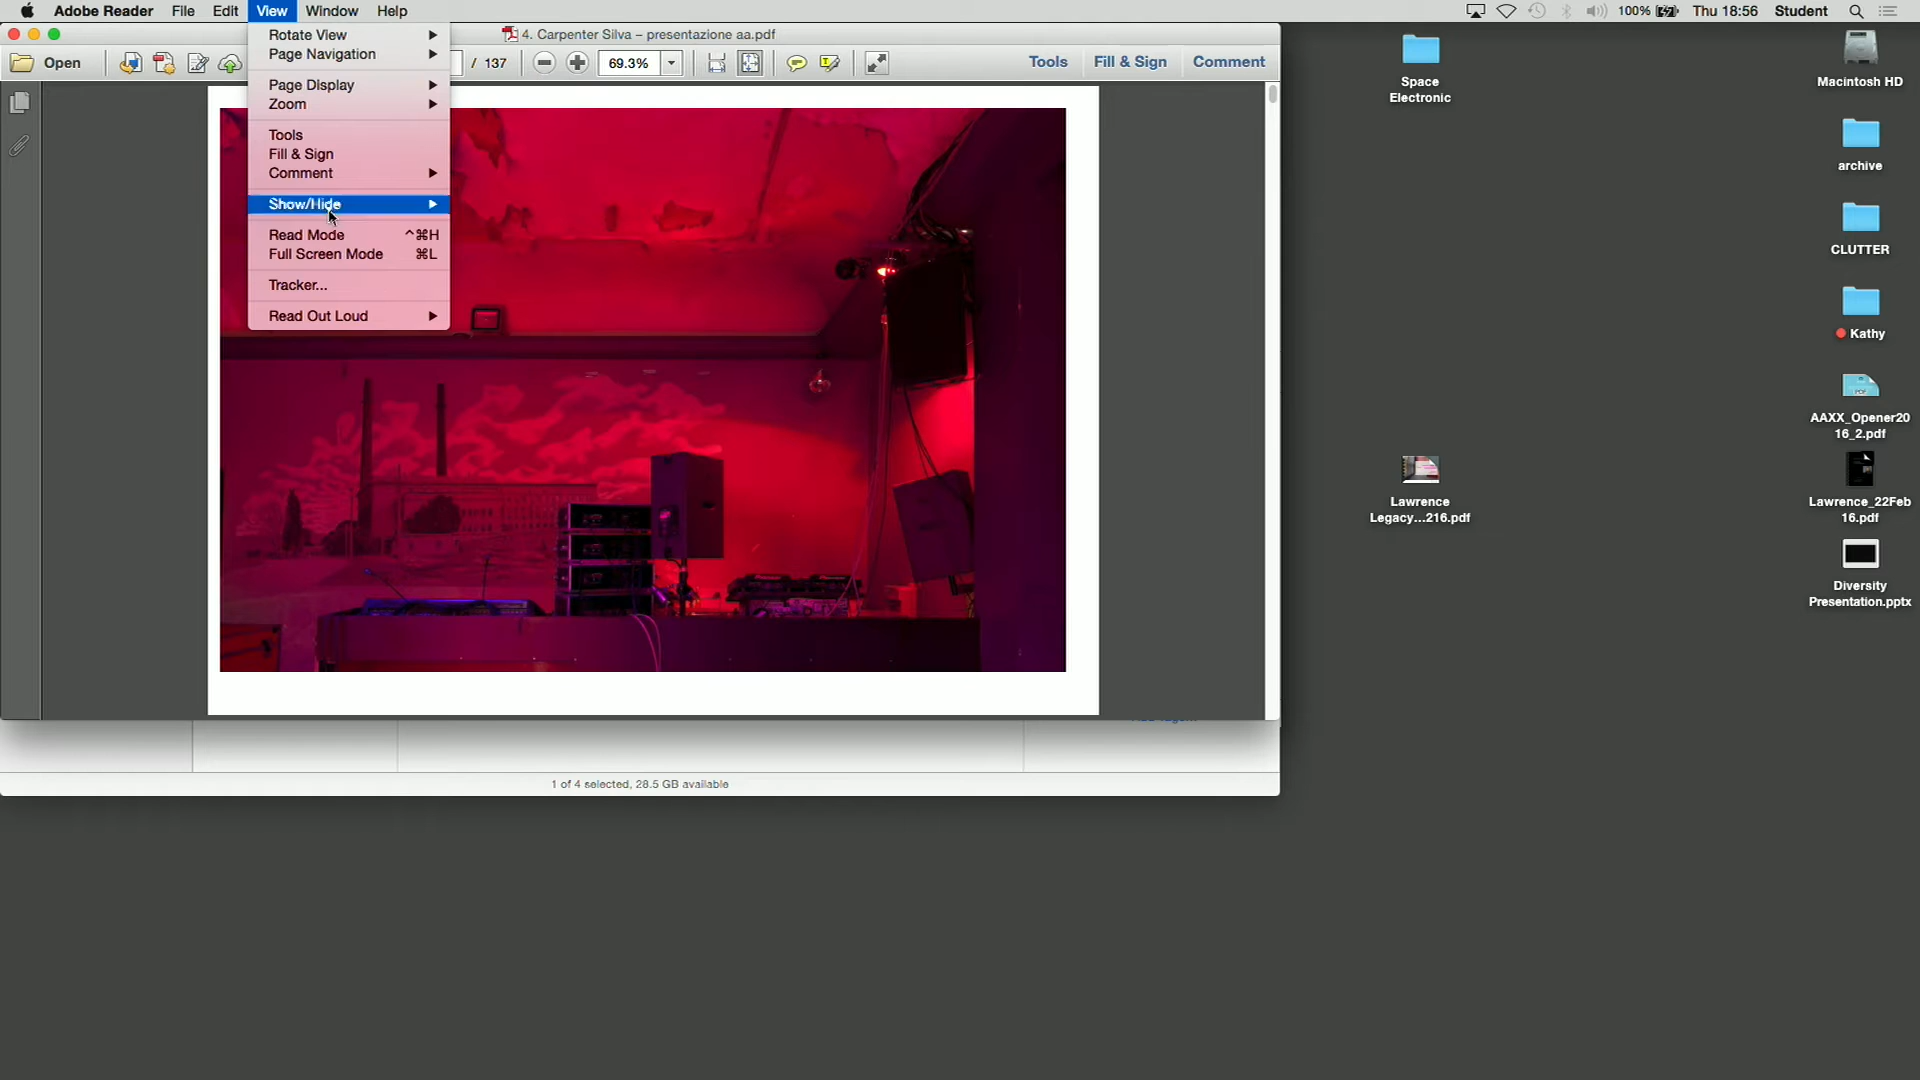 Adobe Reader File Edit View Window Help
100% Thu 18:56 Student
4. Carpenter Silva – presentazione aa.pdf
Open
/ 137
69.3%
Tools Fill & Sign Comment
Rotate View
Page Navigation
Page Display
Zoom
Tools
Fill & Sign
Comment
Show/Hide
Read Mode ^⌘H
Full Screen Mode ⌘L
Tracker...
Read Out Loud
1 of 4 selected, 28.5 GB available
Space
Electronic
Lawrence
Legacy...216.pdf
Macintosh HD
archive
CLUTTER
Kathy
AAXX_Opener20
16_2.pdf
Lawrence_22Feb
16.pdf
Diversity
Presentation.pptx